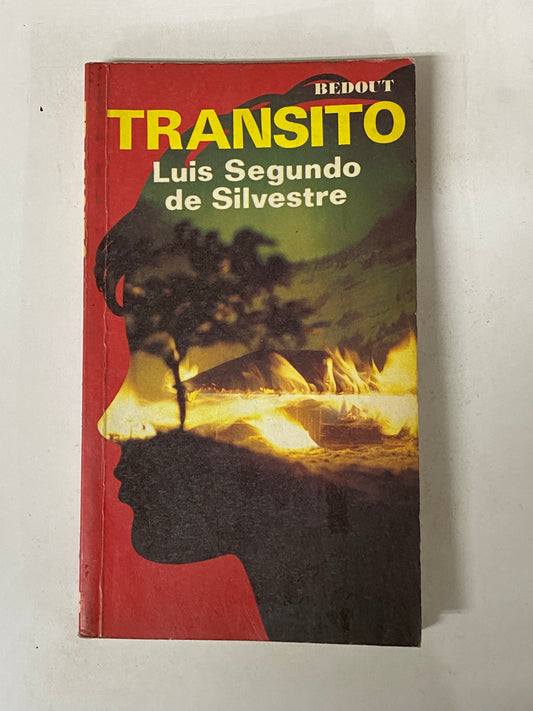 BEDOUT
TRANSITO
Luis Segundo
de Silvestre